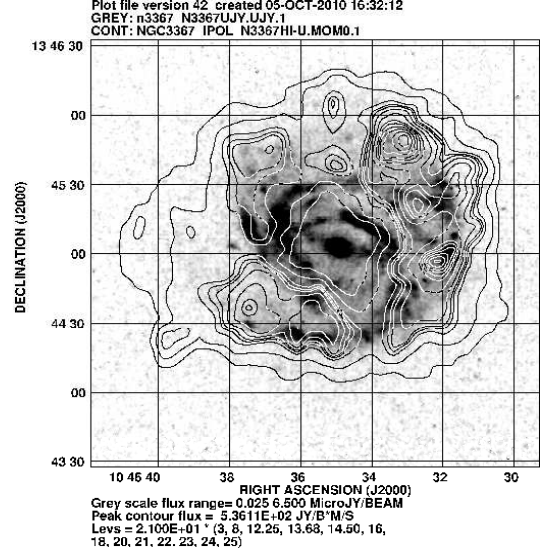 Plot file version 42 created 05-OCT-2010 16:32:12
GREY: n3367 N3367UJY.UJY.1
CONT: NGC3367 IPOL N3367HI-U.MOM0.1
13 46 30
00
45 30
00
44 30
00
43 30
DECLINATION (J2000)
10 46 40 38 36 34 32 30
RIGHT ASCENSION (J2000)
Grey scale flux range= 0.025 6.500 MicroJY/BEAM
Peak contour flux = 5.3611E+02 JY/B*M/S
Levs = 2.100E+01 * (3, 8, 12.25, 13.68, 14.50, 16,
18, 20, 21, 22. 23, 24, 25)